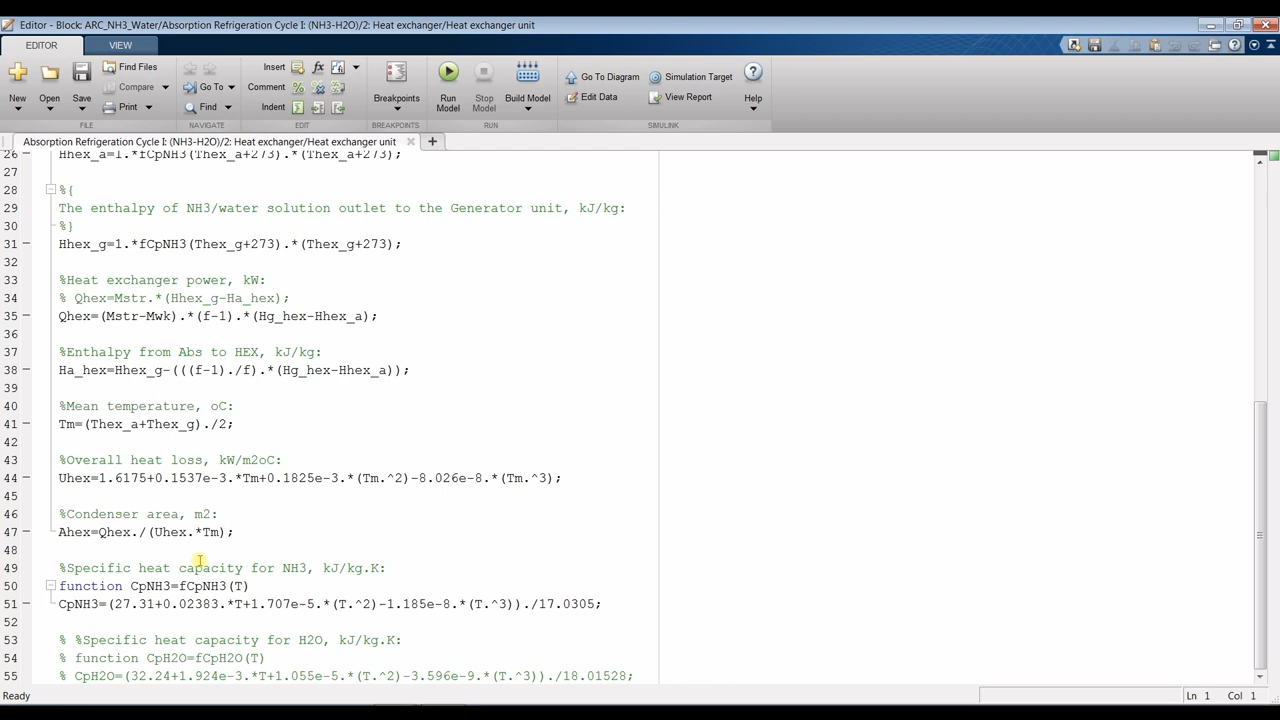 Editor - Block: ARC_NH3_Water/Absorption Refrigeration Cycle I: (NH3-H2O)/2: Heat exchanger/Heat exchanger unit
EDITOR VIEW
New Open Save Find Files Compare Print
Go To Find
Insert fx
Comment %
Indent
Breakpoints
Run Model Stop Model Build Model
Go To Diagram Simulation Target
Edit Data View Report
Help
FILE NAVIGATE EDIT BREAKPOINTS RUN SIMULINK
Absorption Refrigeration Cycle I: (NH3-H2O)/2: Heat exchanger/Heat exchanger unit
26 Hhex_a=1.*fCpNH3(Thex_a+273).*(Thex_a+273);
27
28 %{
29 The enthalpy of NH3/water solution outlet to the Generator unit, kJ/kg:
30 %}
31 Hhex_g=1.*fCpNH3(Thex_g+273).*(Thex_g+273);
32
33 %Heat exchanger power, kW:
34 % Qhex=Mstr.*(Hhex_g-Ha_hex);
35 Qhex=(Mstr-Mwk).*(f-1).*(Hg_hex-Hhex_a);
36
37 %Enthalpy from Abs to HEX, kJ/kg:
38 Ha_hex=Hhex_g-(((f-1)./f).*(Hg_hex-Hhex_a));
39
40 %Mean temperature, oC:
41 Tm=(Thex_a+Thex_g)./2;
42
43 %Overall heat loss, kW/m2oC:
44 Uhex=1.6175+0.1537e-3.*Tm+0.1825e-3.*(Tm.^2)-8.026e-8.*(Tm.^3);
45
46 %Condenser area, m2:
47 Ahex=Qhex./(Uhex.*Tm);
48
49 %Specific heat capacity for NH3, kJ/kg.K:
50 function CpNH3=fCpNH3(T)
51 CpNH3=(27.31+0.02383.*T+1.707e-5.*(T.^2)-1.185e-8.*(T.^3))./17.0305;
52
53 % %Specific heat capacity for H2O, kJ/kg.K:
54 % function CpH2O=fCpH2O(T)
55 % CpH2O=(32.24+1.924e-3.*T+1.055e-5.*(T.^2)-3.596e-9.*(T.^3))./18.01528;
Ready Ln 1 Col 1